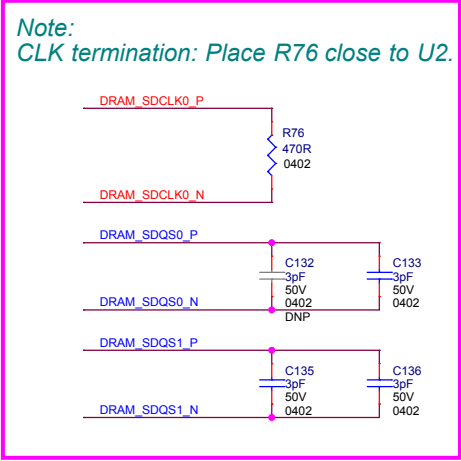 Note:
CLK termination: Place R76 close to U2.
DRAM_SDCLK0_P
R76
470R
0402
DRAM_SDCLK0_N
DRAM_SDQS0_P
C132
3pF
50V
0402
DNP
C133
3pF
50V
0402
DRAM_SDQS0_N
DRAM_SDQS1_P
C135
3pF
50V
0402
C136
3pF
50V
0402
DRAM_SDQS1_N